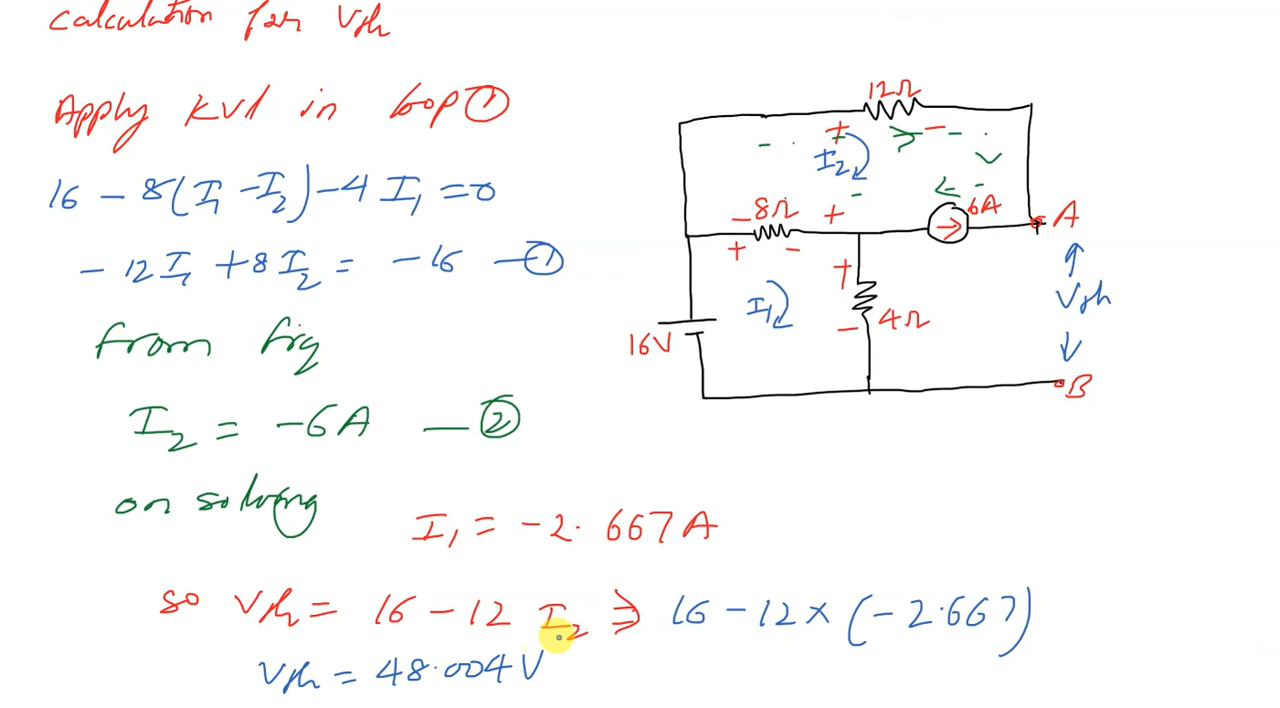 Calculation for Vth
Apply KVL in loop ①
16 - 8(I₁ - I₂) - 4 I₁ = 0
- 12 I₁ + 8 I₂ = - 16 — ①
from fig
I₂ = - 6A — ②
on solving
I₁ = - 2.667A
so Vth = 16 - 12 I₂ ⇒ 16 - 12 × (- 2.667)
Vth = 48.004 V
12Ω
+ -
I₂
8Ω
- +
+ -
6A
A
I₁
+
4Ω
-
16V
Vth
B